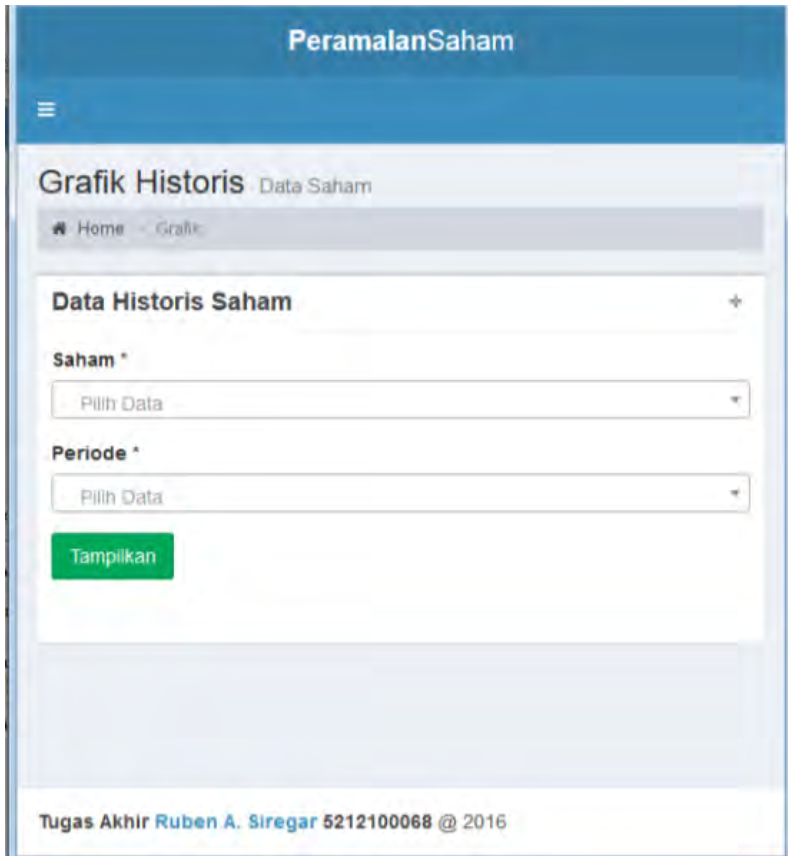 PeramalanSaham
Grafik Historis Data Saham
Home Grafik
Data Historis Saham
Saham *
Pilih Data
Periode *
Pilih Data
Tampilkan
Tugas Akhir Ruben A. Siregar 5212100068 @ 2016